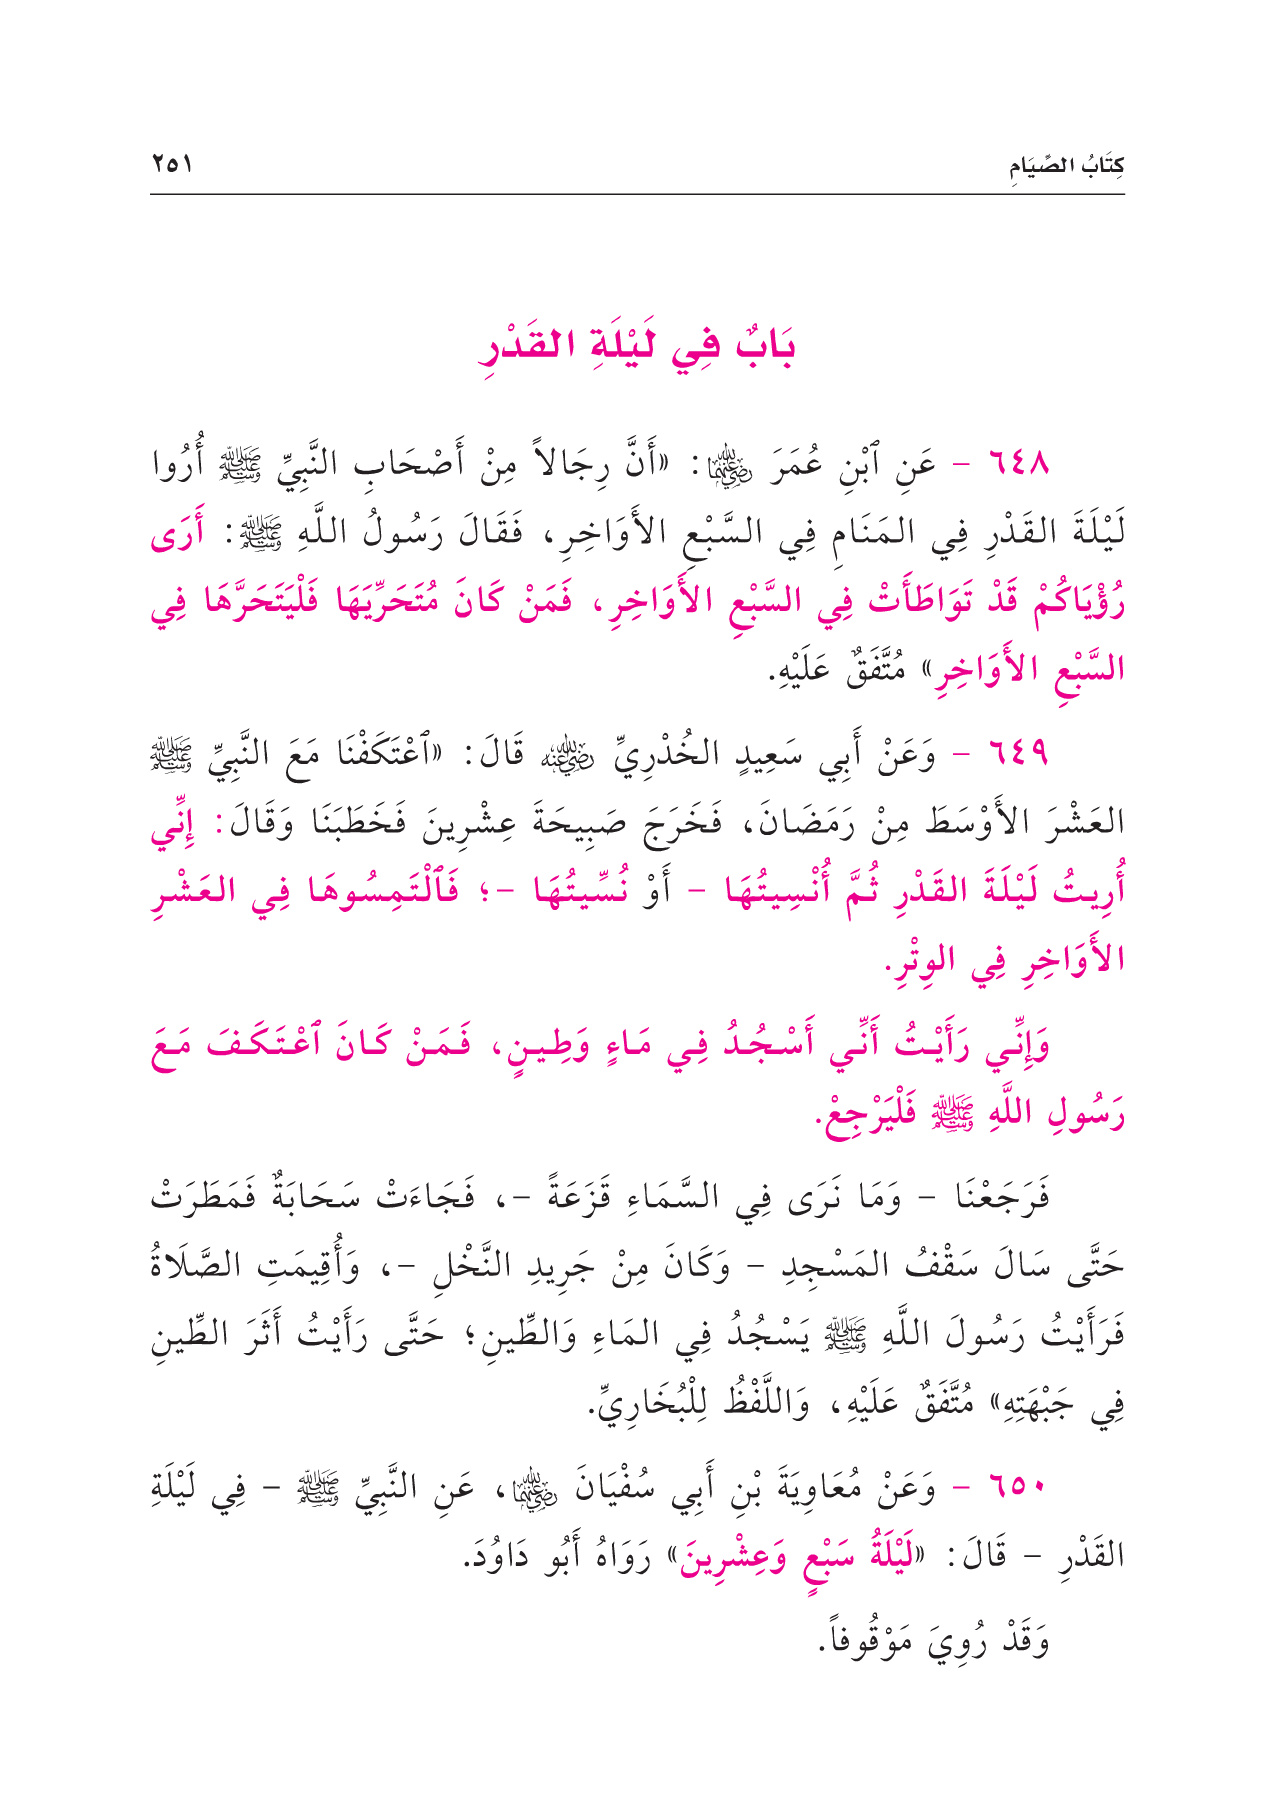 كِتَابُ الصِّيَامِ ٢٥١
بَابٌ فِي لَيْلَةِ القَدْرِ
٦٤٨ - عَنِ ٱبْنِ عُمَرَ رضي الله عنهما: «أَنَّ رِجَالاً مِنْ أَصْحَابِ النَّبِيِّ ﷺ أُرُوا
لَيْلَةَ القَدْرِ فِي المَنَامِ فِي السَّبْعِ الأَوَاخِرِ، فَقَالَ رَسُولُ اللَّهِ ﷺ: أَرَى
رُؤْيَاكُمْ قَدْ تَوَاطَأَتْ فِي السَّبْعِ الأَوَاخِرِ، فَمَنْ كَانَ مُتَحَرِّيَهَا فَلْيَتَحَرَّهَا فِي
السَّبْعِ الأَوَاخِرِ» مُتَّفَقٌ عَلَيْهِ.
٦٤٩ - وَعَنْ أَبِي سَعِيدٍ الخُدْرِيِّ رضي الله عنه قَالَ: «ٱعْتَكَفْنَا مَعَ النَّبِيِّ ﷺ
العَشْرَ الأَوْسَطَ مِنْ رَمَضَانَ، فَخَرَجَ صَبِيحَةَ عِشْرِينَ فَخَطَبَنَا وَقَالَ: إِنِّي
أُرِيتُ لَيْلَةَ القَدْرِ ثُمَّ أُنْسِيتُهَا - أَوْ نُسِّيتُهَا -؛ فَٱلْتَمِسُوهَا فِي العَشْرِ
الأَوَاخِرِ فِي الوِتْرِ.
وَإِنِّي رَأَيْتُ أَنِّي أَسْجُدُ فِي مَاءٍ وَطِينٍ، فَمَنْ كَانَ ٱعْتَكَفَ مَعَ
رَسُولِ اللَّهِ ﷺ فَلْيَرْجِعْ.
فَرَجَعْنَا - وَمَا نَرَى فِي السَّمَاءِ قَزَعَةً -، فَجَاءَتْ سَحَابَةٌ فَمَطَرَتْ
حَتَّى سَالَ سَقْفُ المَسْجِدِ - وَكَانَ مِنْ جَرِيدِ النَّخْلِ -، وَأُقِيمَتِ الصَّلَاةُ
فَرَأَيْتُ رَسُولَ اللَّهِ ﷺ يَسْجُدُ فِي المَاءِ وَالطِّينِ؛ حَتَّى رَأَيْتُ أَثَرَ الطِّينِ
فِي جَبْهَتِهِ» مُتَّفَقٌ عَلَيْهِ، وَاللَّفْظُ لِلْبُخَارِيِّ.
٦٥٠ - وَعَنْ مُعَاوِيَةَ بْنِ أَبِي سُفْيَانَ رضي الله عنهما، عَنِ النَّبِيِّ ﷺ - فِي لَيْلَةِ
القَدْرِ - قَالَ: «لَيْلَةُ سَبْعٍ وَعِشْرِينَ» رَوَاهُ أَبُو دَاوُدَ.
وَقَدْ رُوِيَ مَوْقُوفاً.